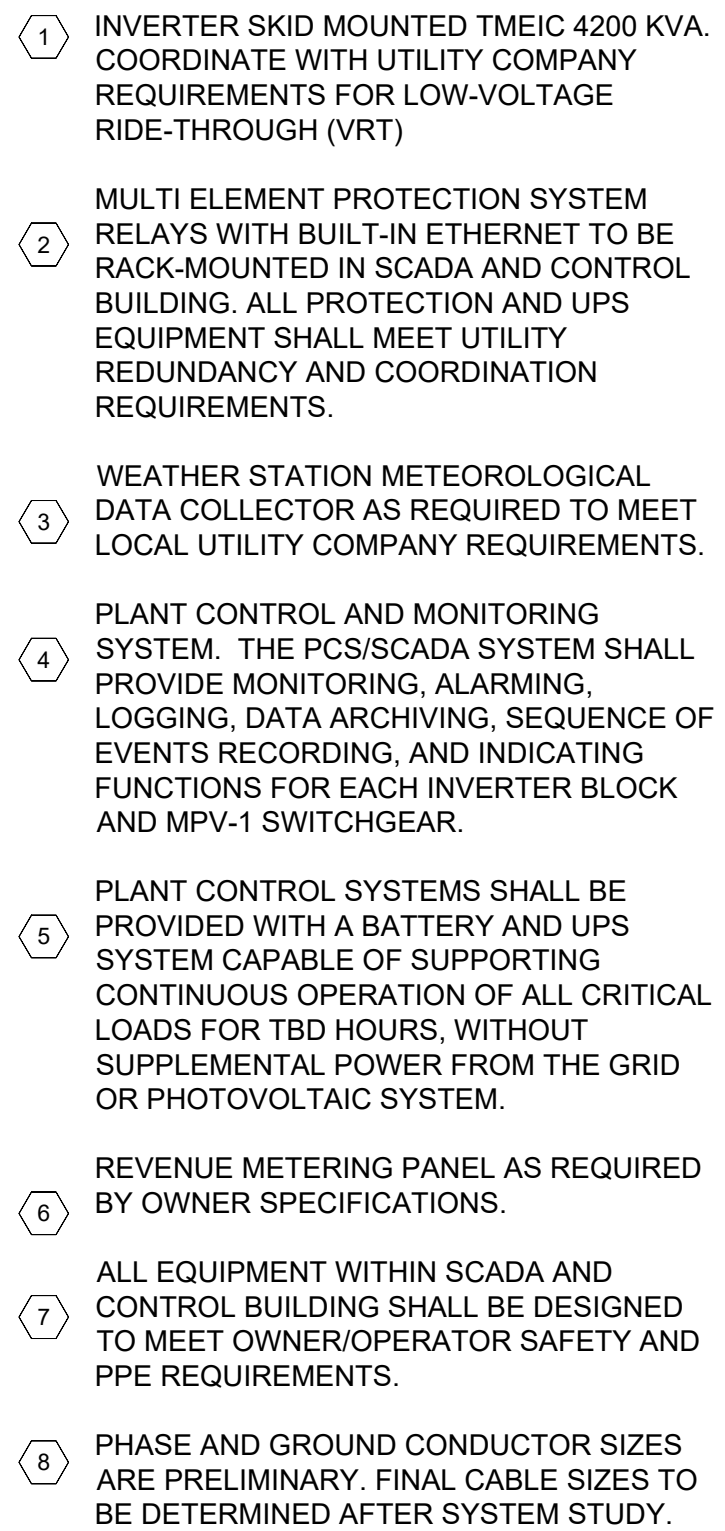 1 INVERTER SKID MOUNTED TMEIC 4200 KVA.
COORDINATE WITH UTILITY COMPANY
REQUIREMENTS FOR LOW-VOLTAGE
RIDE-THROUGH (VRT)
MULTI ELEMENT PROTECTION SYSTEM
2 RELAYS WITH BUILT-IN ETHERNET TO BE
RACK-MOUNTED IN SCADA AND CONTROL
BUILDING. ALL PROTECTION AND UPS
EQUIPMENT SHALL MEET UTILITY
REDUNDANCY AND COORDINATION
REQUIREMENTS.
WEATHER STATION METEOROLOGICAL
3 DATA COLLECTOR AS REQUIRED TO MEET
LOCAL UTILITY COMPANY REQUIREMENTS.
PLANT CONTROL AND MONITORING
4 SYSTEM.  THE PCS/SCADA SYSTEM SHALL
PROVIDE MONITORING, ALARMING,
LOGGING, DATA ARCHIVING, SEQUENCE OF
EVENTS RECORDING, AND INDICATING
FUNCTIONS FOR EACH INVERTER BLOCK
AND MPV-1 SWITCHGEAR.
PLANT CONTROL SYSTEMS SHALL BE
5 PROVIDED WITH A BATTERY AND UPS
SYSTEM CAPABLE OF SUPPORTING
CONTINUOUS OPERATION OF ALL CRITICAL
LOADS FOR TBD HOURS, WITHOUT
SUPPLEMENTAL POWER FROM THE GRID
OR PHOTOVOLTAIC SYSTEM.
REVENUE METERING PANEL AS REQUIRED
6 BY OWNER SPECIFICATIONS.
ALL EQUIPMENT WITHIN SCADA AND
7 CONTROL BUILDING SHALL BE DESIGNED
TO MEET OWNER/OPERATOR SAFETY AND
PPE REQUIREMENTS.
8 PHASE AND GROUND CONDUCTOR SIZES
ARE PRELIMINARY. FINAL CABLE SIZES TO
BE DETERMINED AFTER SYSTEM STUDY.